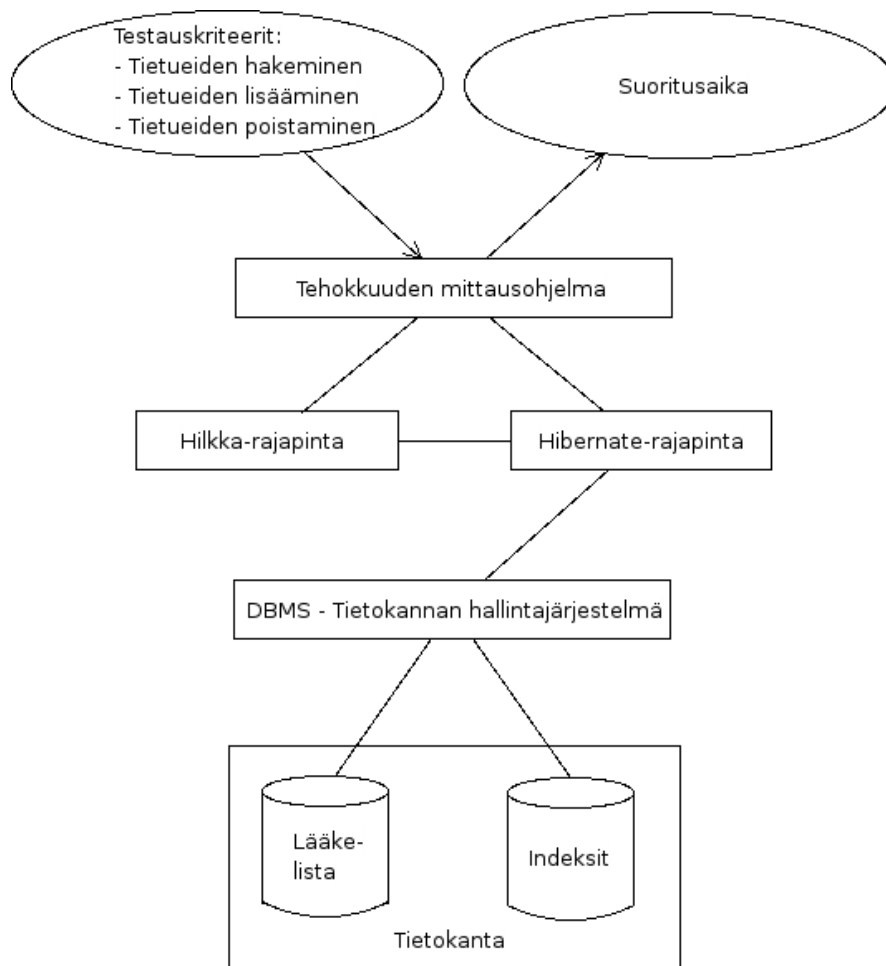 Testauskriteerit:
- Tietueiden hakeminen
- Tietueiden lisääminen
- Tietueiden poistaminen
Suoritusaika
Tehokkuuden mittausohjelma
Hilkka-rajapinta
Hibernate-rajapinta
DBMS - Tietokannan hallintajärjestelmä
Lääke-
lista
Indeksit
Tietokanta